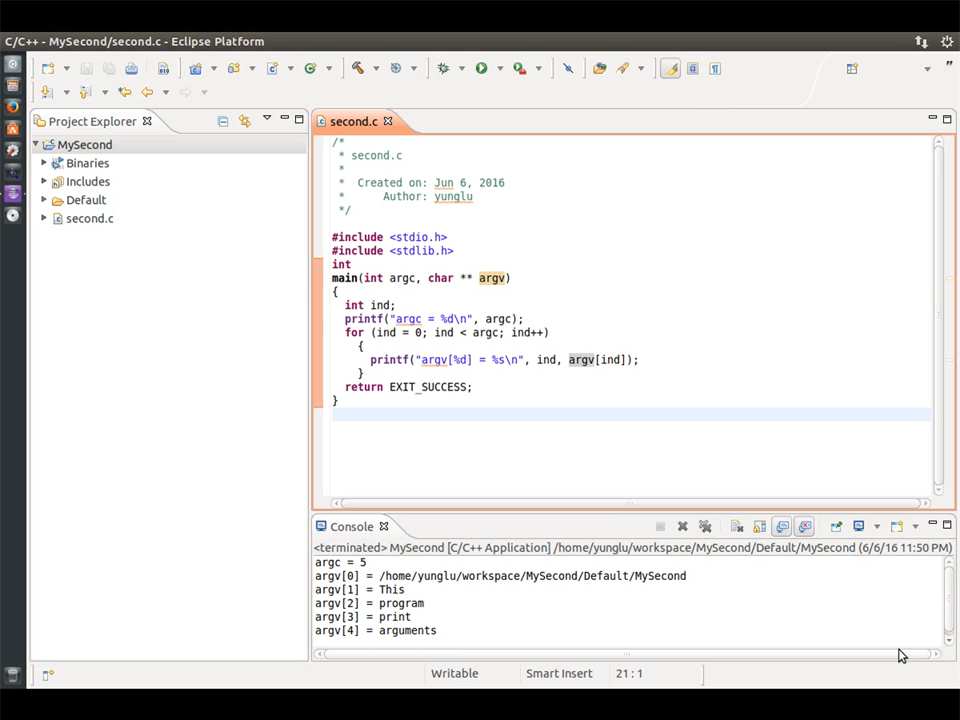 C/C++ - MySecond/second.c - Eclipse Platform
Project Explorer
MySecond
Binaries
Includes
Default
second.c
second.c
/*
 * second.c
 *
 *  Created on: Jun 6, 2016
 *      Author: yunglu
 */
#include <stdio.h>
#include <stdlib.h>
int
main(int argc, char ** argv)
{
  int ind;
  printf("argc = %d\n", argc);
  for (ind = 0; ind < argc; ind++)
    {
      printf("argv[%d] = %s\n", ind, argv[ind]);
    }
  return EXIT_SUCCESS;
}
Console
<terminated> MySecond [C/C++ Application] /home/yunglu/workspace/MySecond/Default/MySecond (6/6/16 11:50 PM)
argc = 5
argv[0] = /home/yunglu/workspace/MySecond/Default/MySecond
argv[1] = This
argv[2] = program
argv[3] = print
argv[4] = arguments
Writable Smart Insert 21 : 1